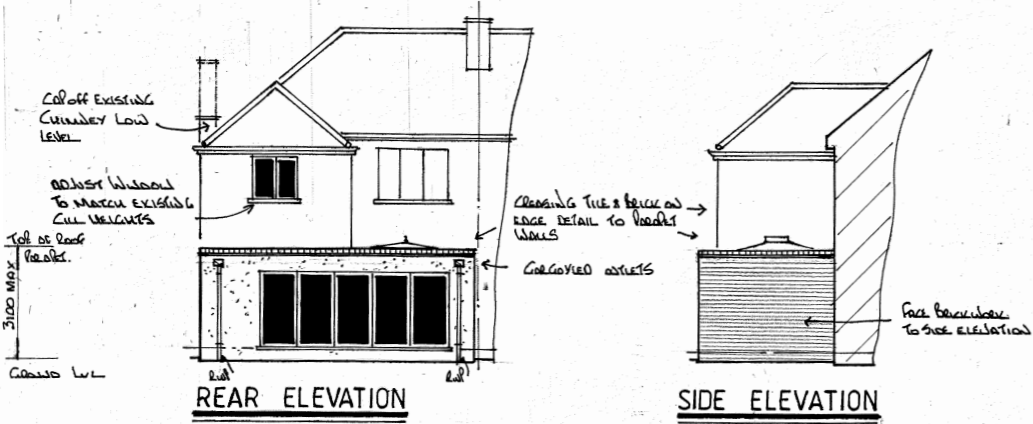 CAP OFF EXISTING
CHIMNEY LOW
LEVEL
ADJUST WINDOW
TO MATCH EXISTING
CILL HEIGHTS
TOP OF ROOF
PARAPET.
3100 MAX
GROUND LVL
CREASING TILE & BRICK ON
EDGE DETAIL TO PARAPET
WALLS
GARGOYLED OUTLETS
FACE BRICKWORK
TO SIDE ELEVATION
RWP
RWP
REAR ELEVATION
SIDE ELEVATION